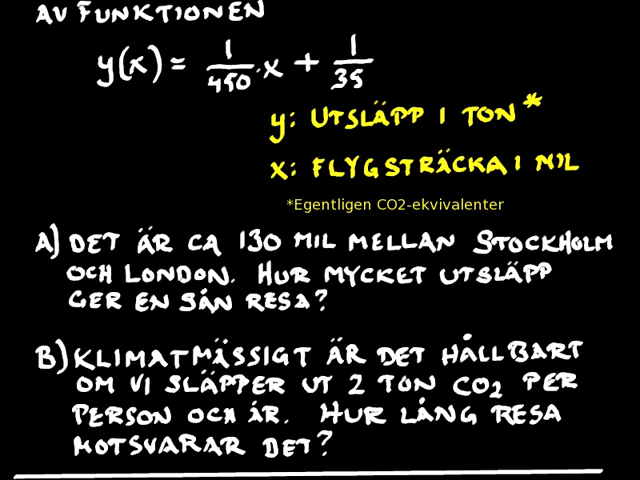 AV FUNKTIONEN
y(x) = 1/450 · x + 1/35
y: UTSLÄPP I TON*
x: FLYGSTRÄCKA I MIL
*Egentligen CO2-ekvivalenter
A) DET ÄR CA 130 MIL MELLAN STOCKHOLM
OCH LONDON. HUR MYCKET UTSLÄPP
GER EN SÅN RESA?
B) KLIMATMÄSSIGT ÄR DET HÅLLBART
OM VI SLÄPPER UT 2 TON CO₂ PER
PERSON OCH ÅR. HUR LÅNG RESA
MOTSVARAR DET?